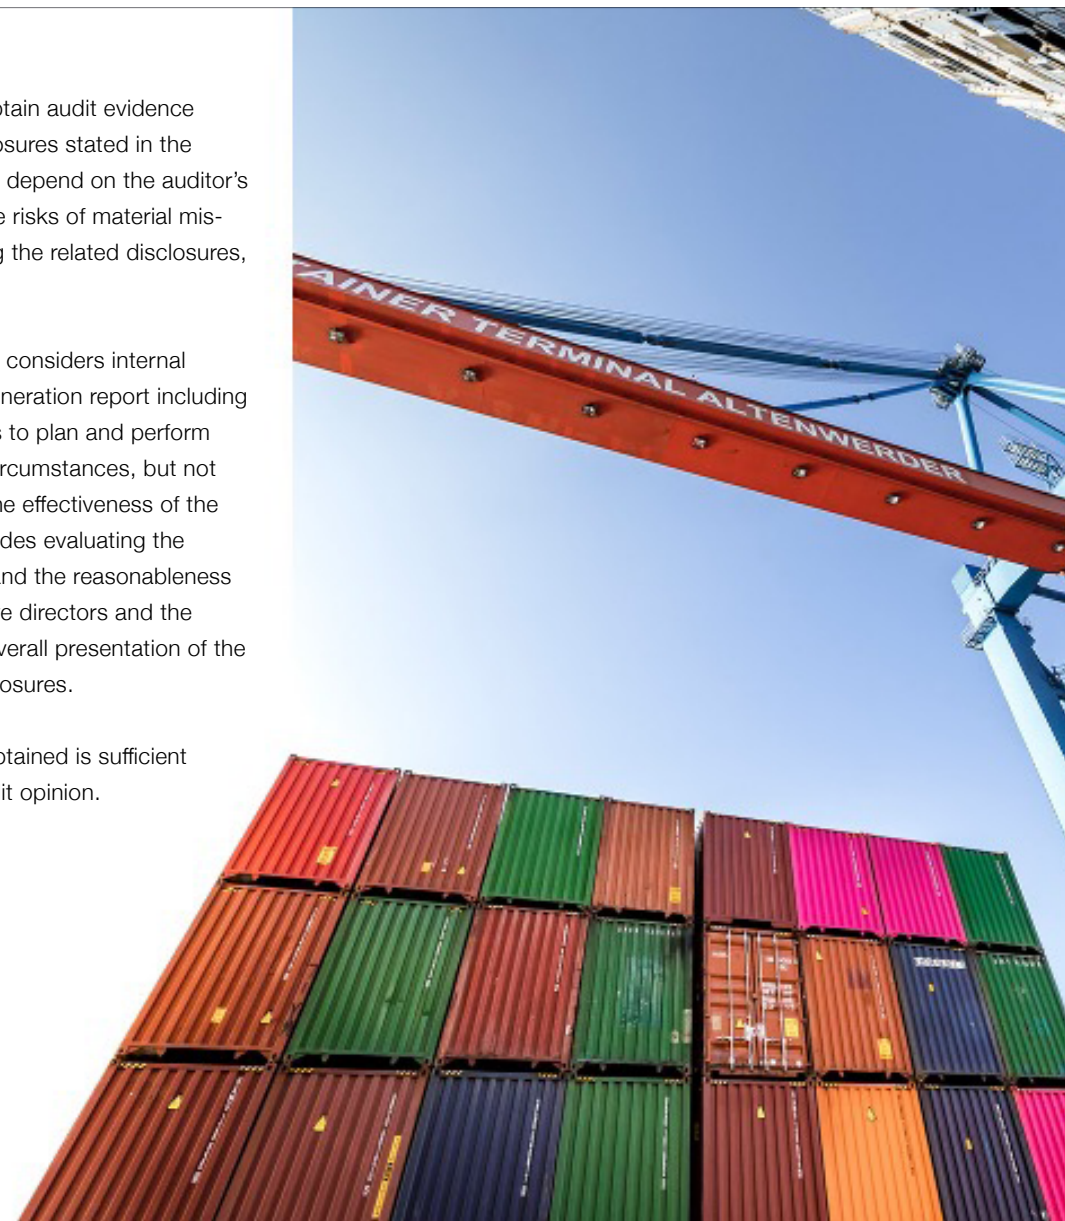 tain audit evidence
osures stated in the
depend on the auditor’s
e risks of material mis-
g the related disclosures,
considers internal
neration report including
s to plan and perform
rcumstances, but not
ne effectiveness of the
des evaluating the
and the reasonableness
e directors and the
verall presentation of the
osures.
otained is sufficient
it opinion.
TAINER TERMINAL ALTENWERDER